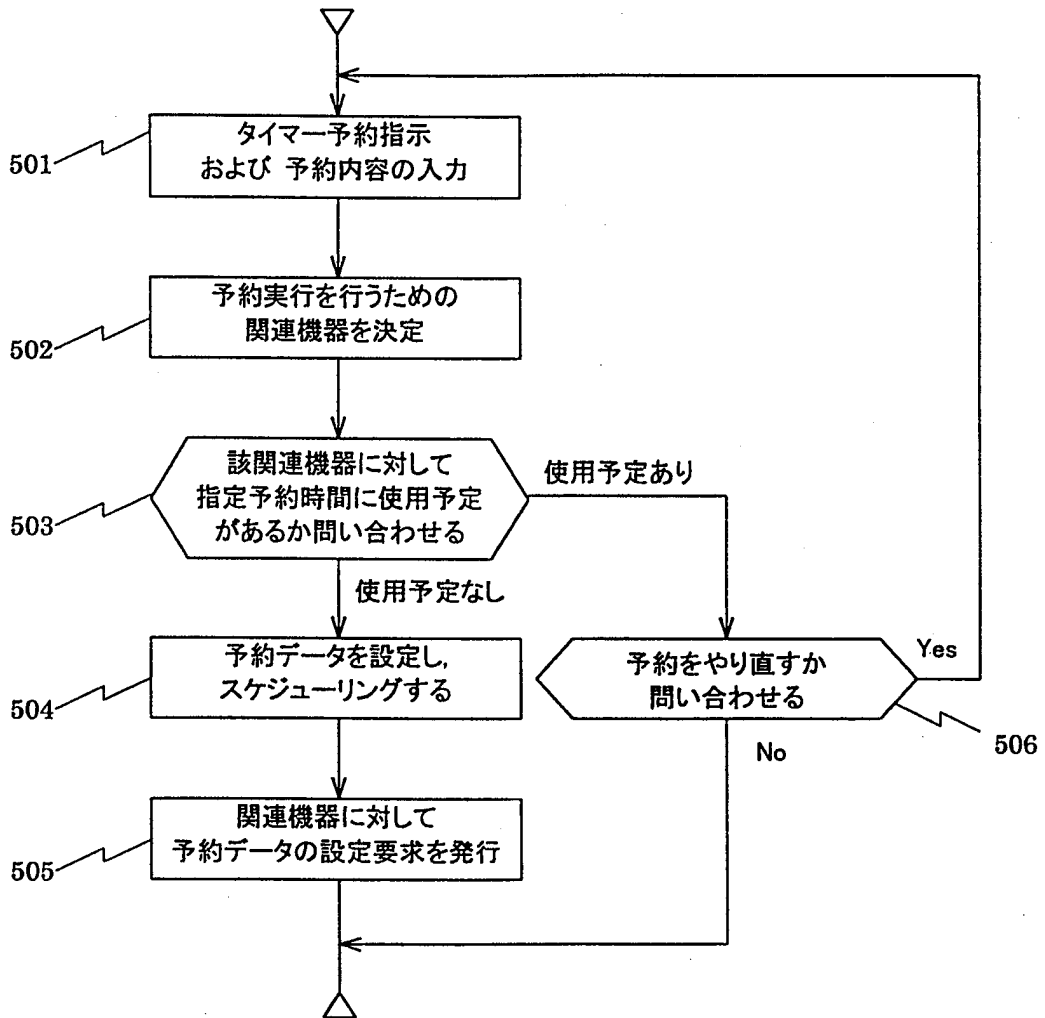 501
タイマー予約指示
および 予約内容の入力
502
予約実行を行うための
関連機器を決定
503
該関連機器に対して
指定予約時間に使用予定
があるか問い合わせる
使用予定あり
使用予定なし
504
予約データを設定し,
スケジューリングする
予約をやり直すか
問い合わせる
Yes
506
No
505
関連機器に対して
予約データの設定要求を発行